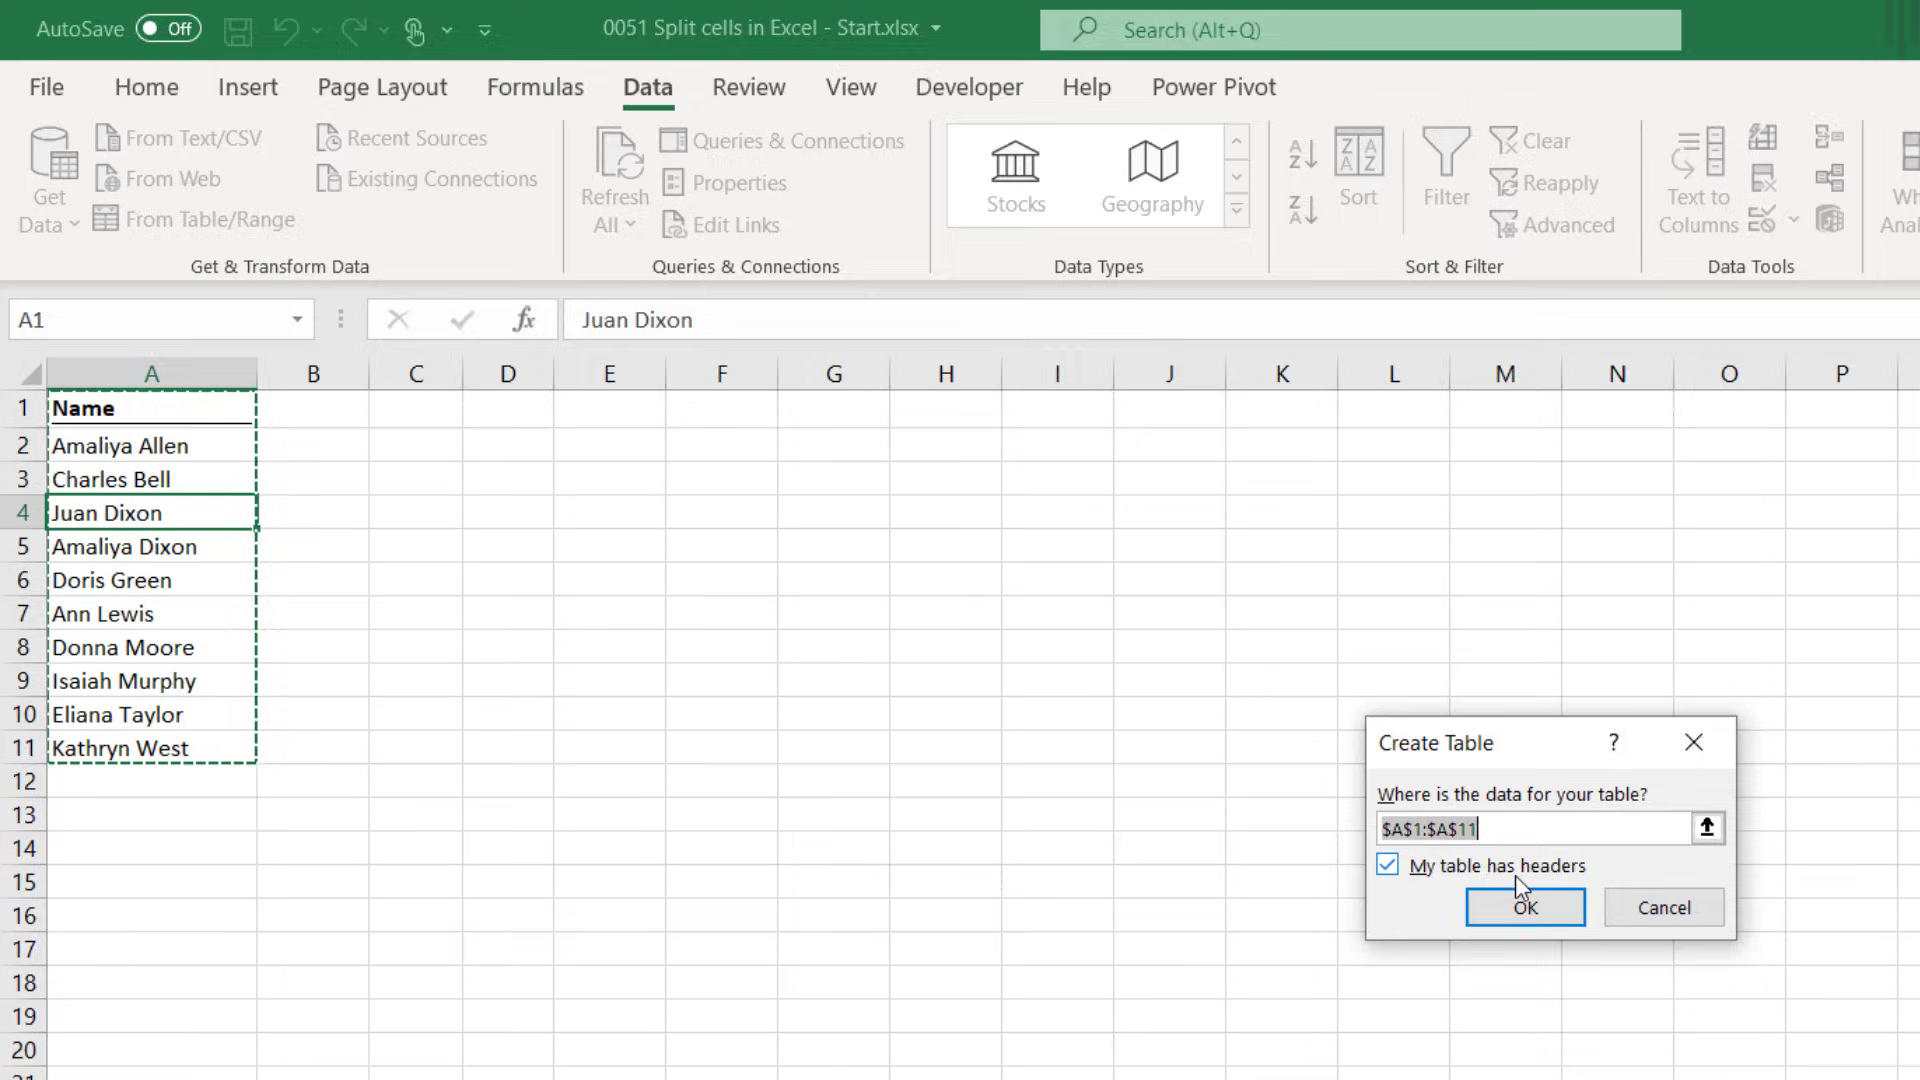 AutoSave Off 0051 Split cells in Excel - Start.xlsx Search (Alt+Q)
File Home Insert Page Layout Formulas Data Review View Developer Help Power Pivot
Get Data
From Text/CSV
From Web
From Table/Range
Recent Sources
Existing Connections
Get & Transform Data
Refresh All
Queries & Connections
Properties
Edit Links
Queries & Connections
Stocks
Geography
Data Types
Sort
Filter
Clear
Reapply
Advanced
Sort & Filter
Text to
Columns
Data Tools
A1 fx Juan Dixon
A B C D E F G H I J K L M N O P
1 Name
2 Amaliya Allen
3 Charles Bell
4 Juan Dixon
5 Amaliya Dixon
6 Doris Green
7 Ann Lewis
8 Donna Moore
9 Isaiah Murphy
10 Eliana Taylor
11 Kathryn West
12
13
14
15
16
17
18
19
20
Create Table ?
Where is the data for your table?
$A$1:$A$11
My table has headers
OK Cancel